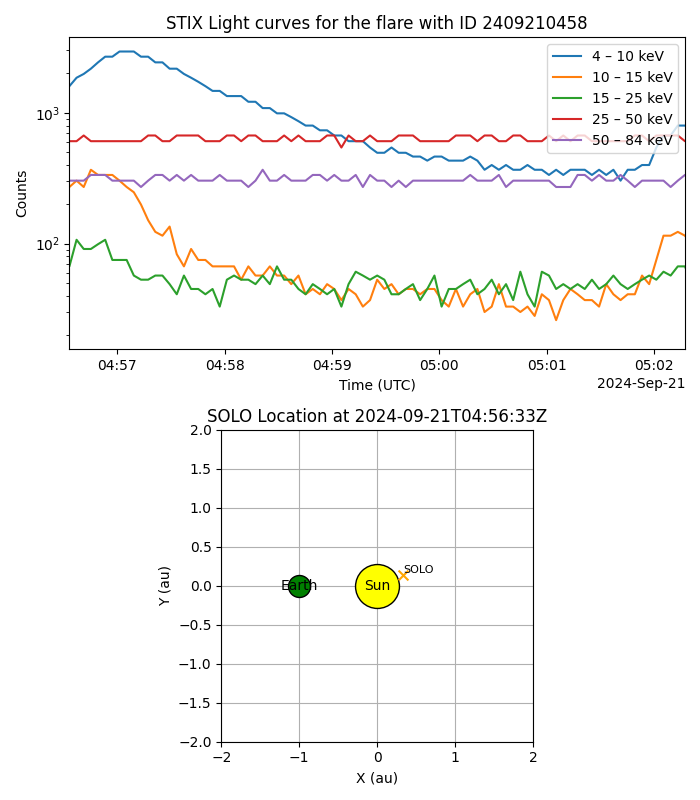 STIX Light curves for the flare with ID 2409210458
4 – 10 keV
10 – 15 keV
15 – 25 keV
25 – 50 keV
50 – 84 keV
10³
10²
Counts
04:57 04:58 04:59 05:00 05:01 05:02
Time (UTC)
2024-Sep-21
SOLO Location at 2024-09-21T04:56:33Z
2.0
1.5
1.0
0.5
0.0
−0.5
−1.0
−1.5
−2.0
Y (au)
Earth
Sun
SOLO
−2 −1 0 1 2
X (au)